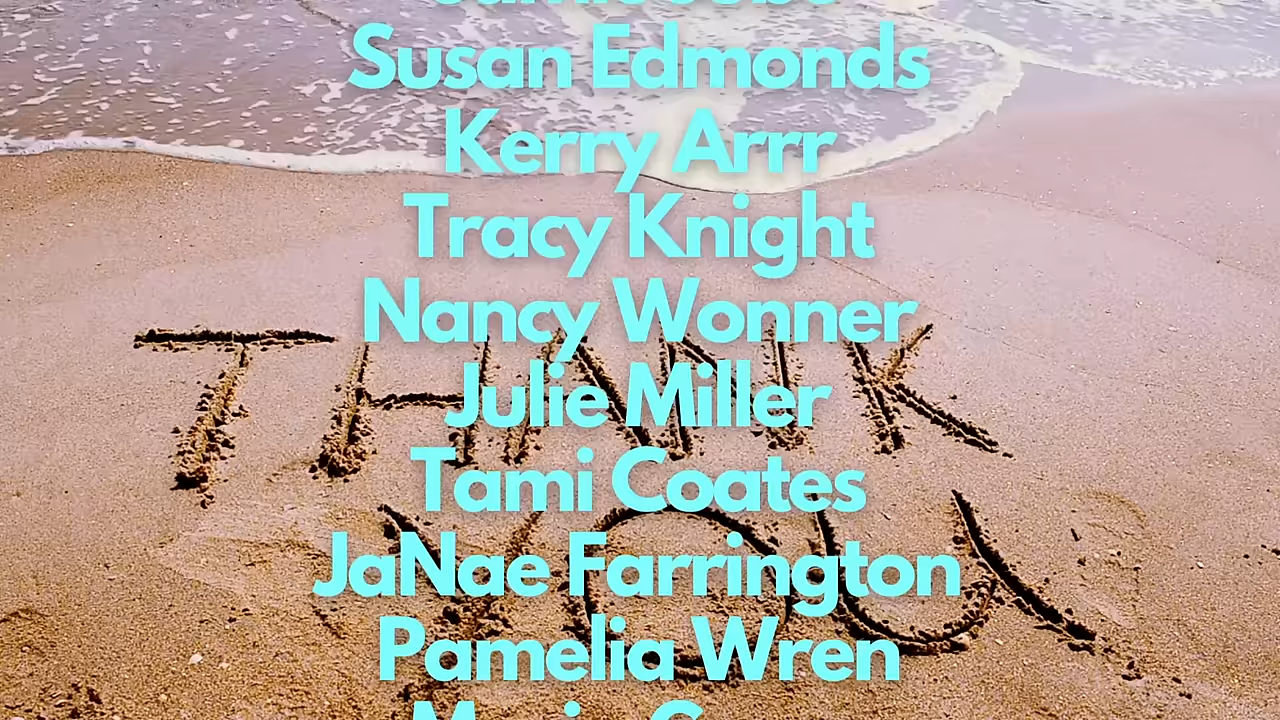 Susan Edmonds
Kerry Arrr
Tracy Knight
Nancy Wonner
Julie Miller
Tami Coates
JaNae Farrington
Pamelia Wren
THANK
YOU